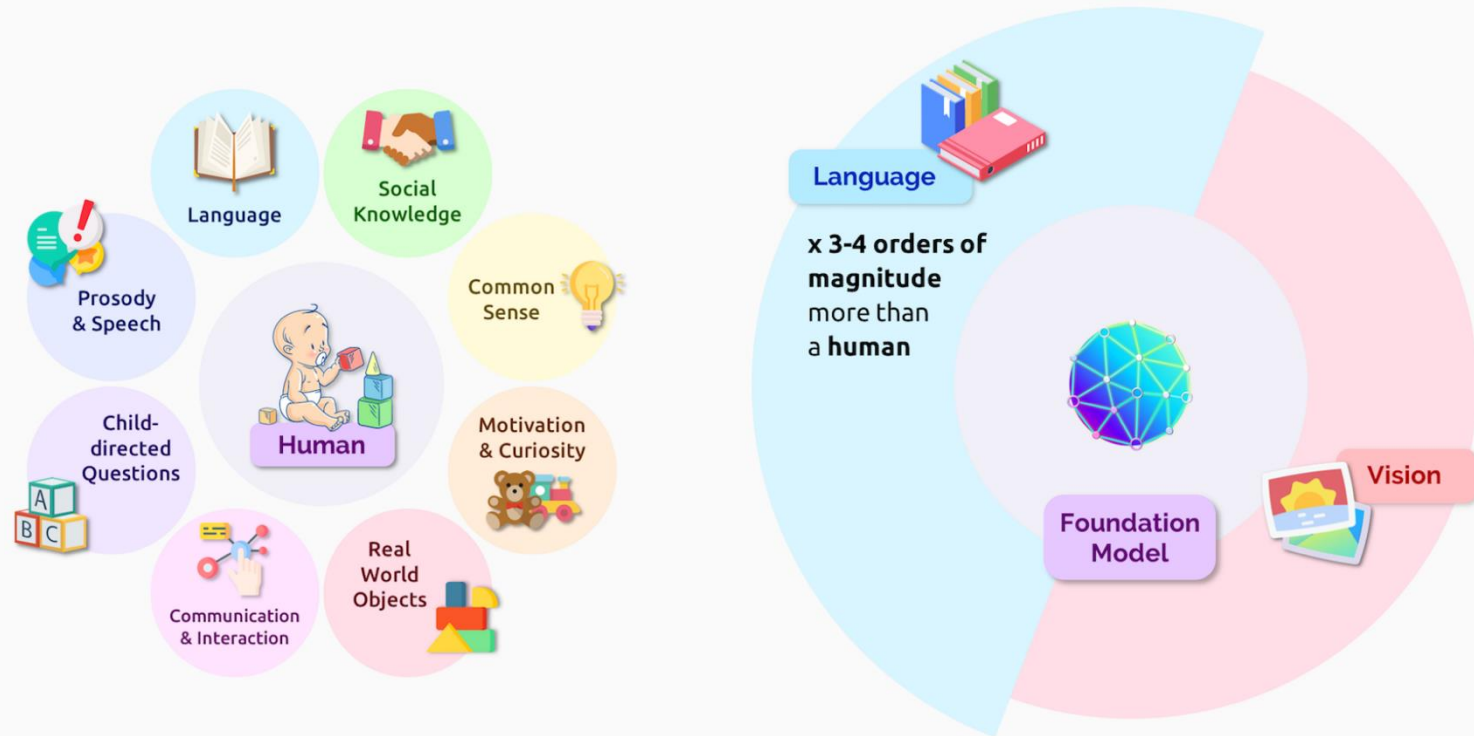 Language
Social
Knowledge
Prosody
& Speech
Common
Sense
Child-
directed
Questions
A
B C
Human
Motivation
& Curiosity
Communication
& Interaction
Real
World
Objects
Language
x 3-4 orders of
magnitude
more than
a human
Vision
Foundation
Model